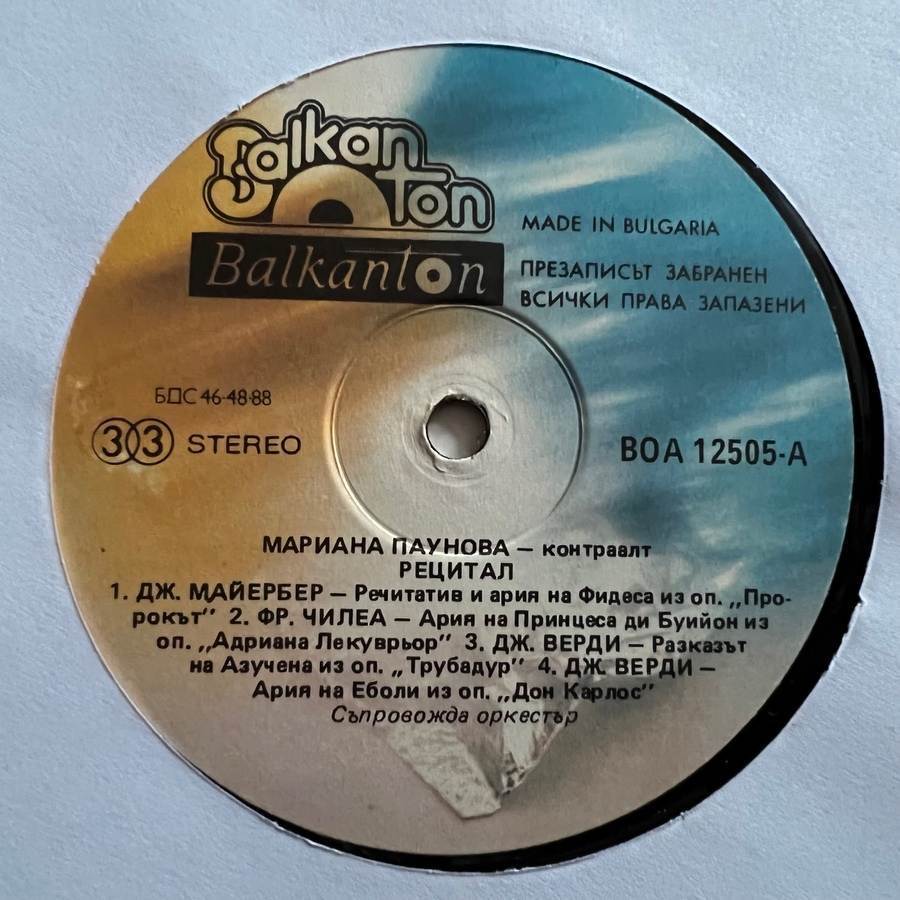 Balkan
ton
Balkanton
MADE IN BULGARIA
ПРЕЗАПИСЪТ ЗАБРАНЕН
ВСИЧКИ ПРАВА ЗАПАЗЕНИ
БДС 46-48-88
33 STEREO
ВОА 12505-А
МАРИАНА ПАУНОВА – контраалт
РЕЦИТАЛ
1. ДЖ. МАЙЕРБЕР – Речитатив и ария на Фидеса из оп. „Про-
рокът" 2. ФР. ЧИЛЕА – Ария на Принцеса ди Буийон из
оп. „Адриана Лекуврьор" 3. ДЖ. ВЕРДИ – Разказът
на Азучена из оп. „Трубадур" 4. ДЖ. ВЕРДИ –
Ария на Еболи из оп. „Дон Карлос"
Съпровожда оркестър